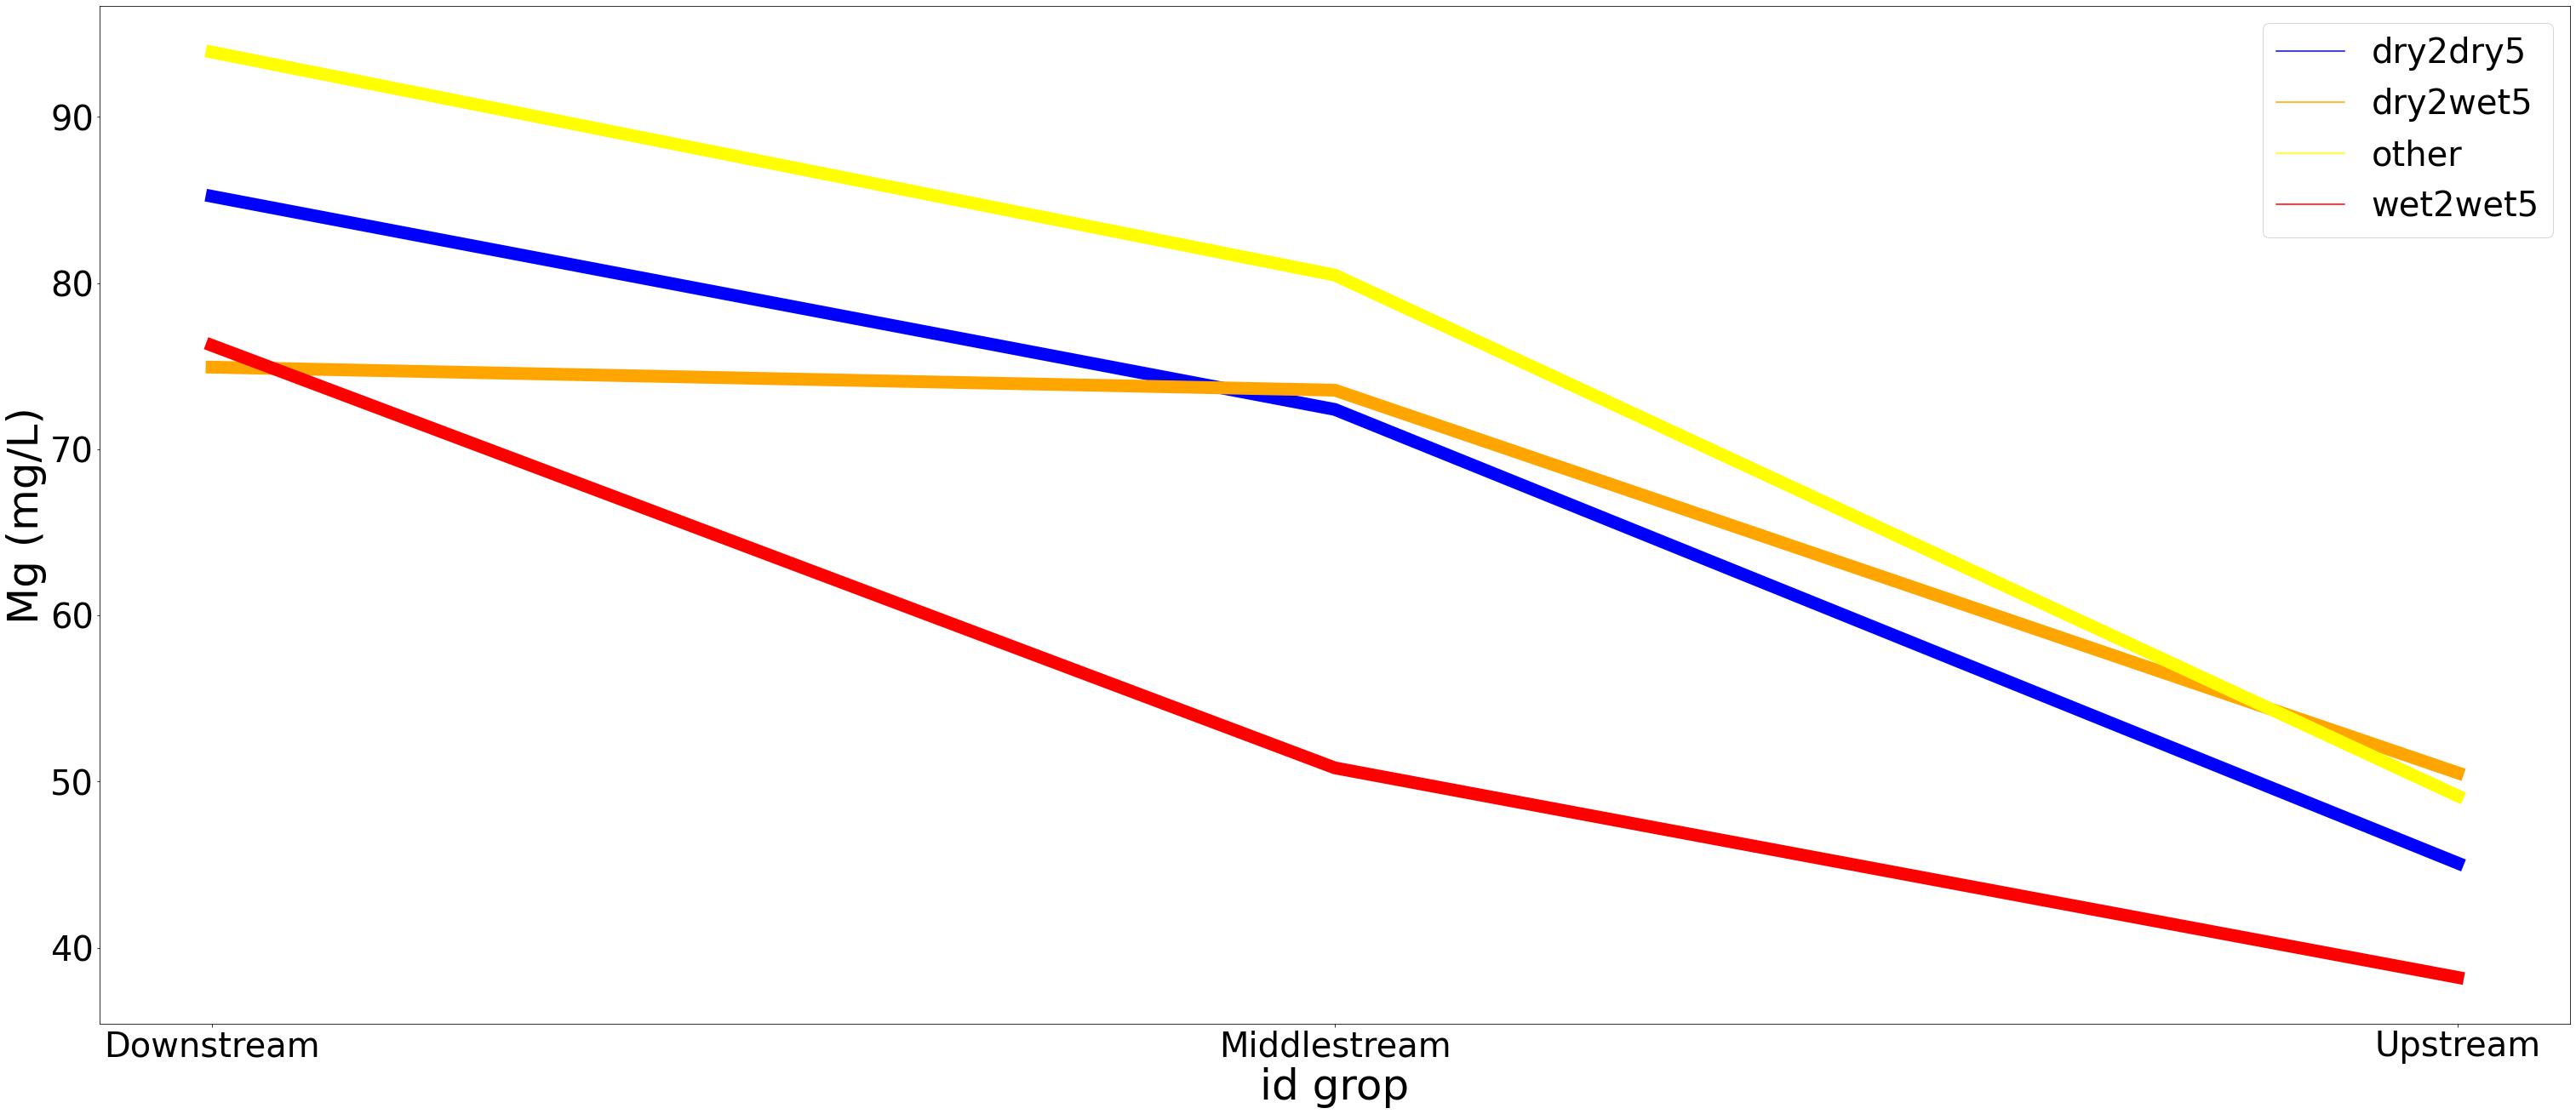 dry2dry5
dry2wet5
other
wet2wet5
90
80
70
60
50
40
Mg (mg/L)
Downstream Middlestream Upstream
id grop